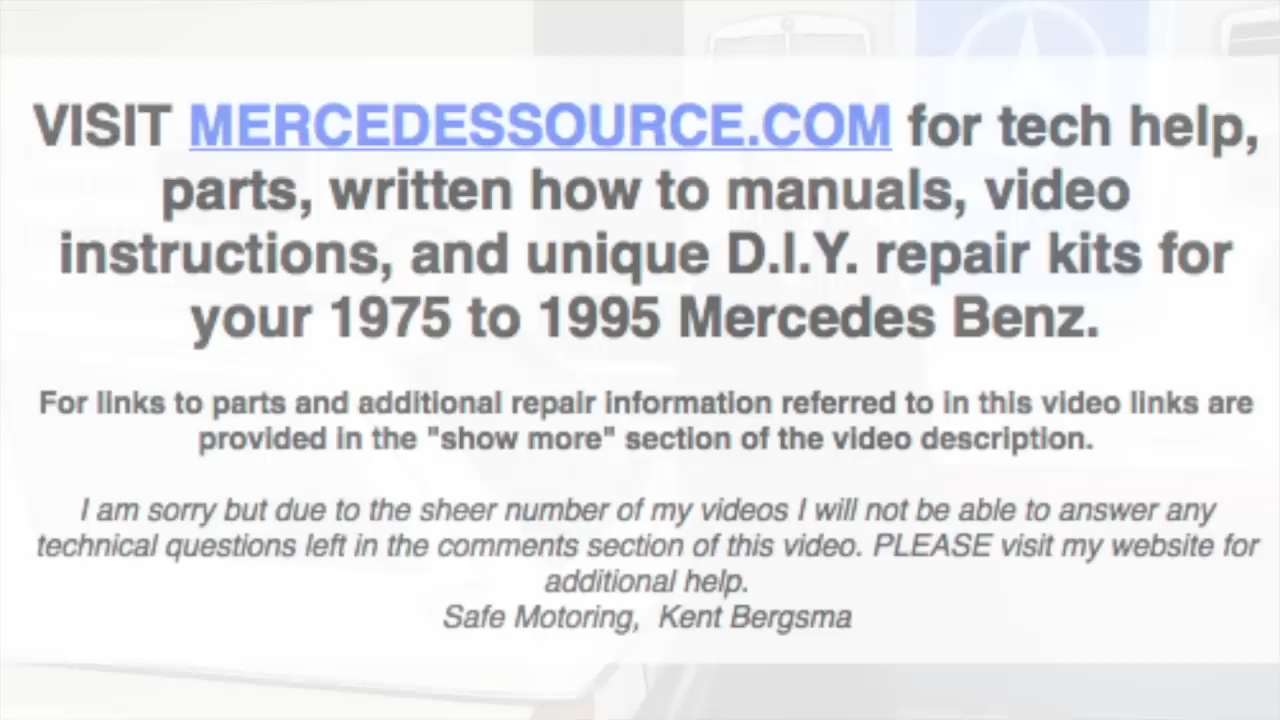 VISIT MERCEDESSOURCE.COM for tech help,
parts, written how to manuals, video
instructions, and unique D.I.Y. repair kits for
your 1975 to 1995 Mercedes Benz.
For links to parts and additional repair information referred to in this video links are
provided in the "show more" section of the video description.
I am sorry but due to the sheer number of my videos I will not be able to answer any
technical questions left in the comments section of this video. PLEASE visit my website for
additional help.
Safe Motoring,  Kent Bergsma